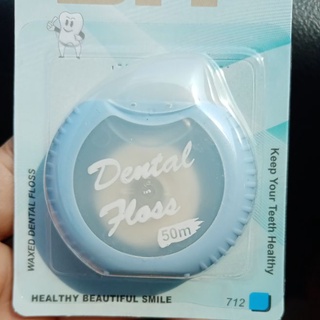 Dental
Floss
50m
WAXED DENTAL FLOSS
Keep Your Teeth Healthy
HEALTHY BEAUTIFUL SMILE
712